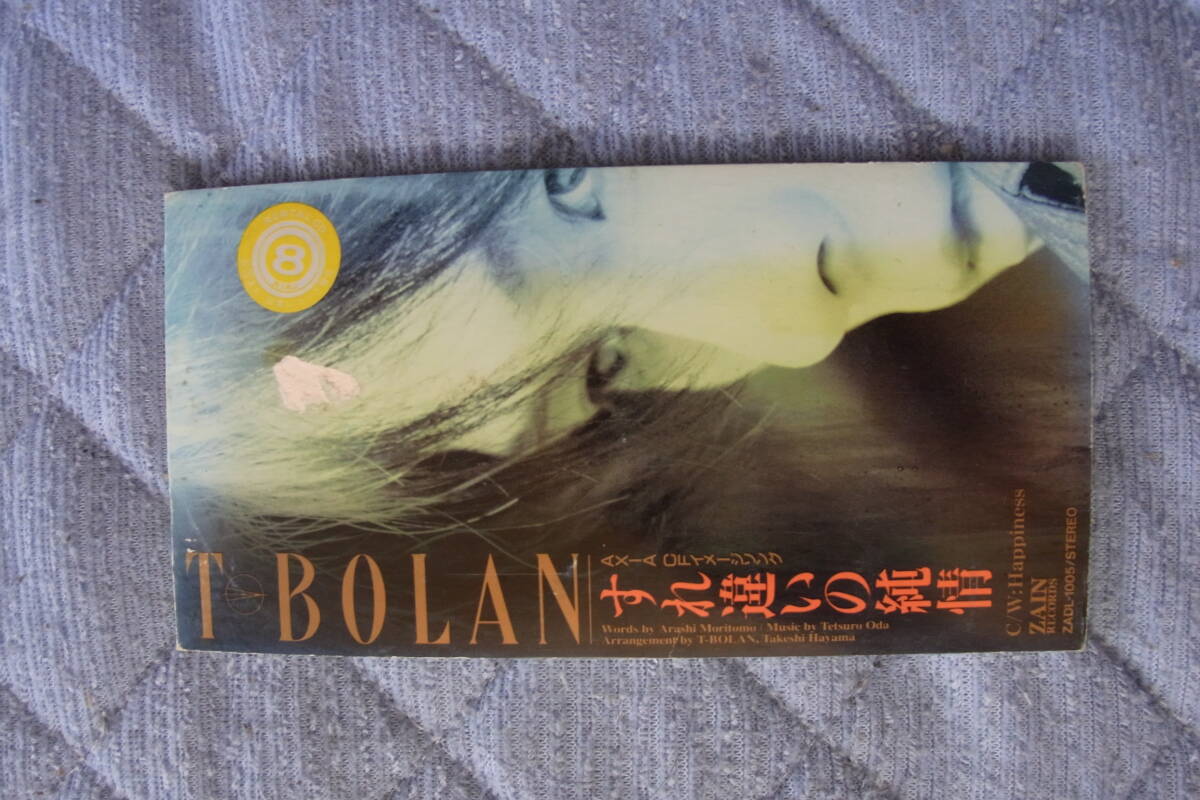 8
T-BOLAN
AXIA CFイメージソング
すれ違いの純情
Words by Arashi Moritomo / Music by Tetsuro Oda
Arrangement by T-BOLAN, Takeshi Hayama
C/W:Happiness
ZAIN
RECORDS
ZADL-1005/STEREO